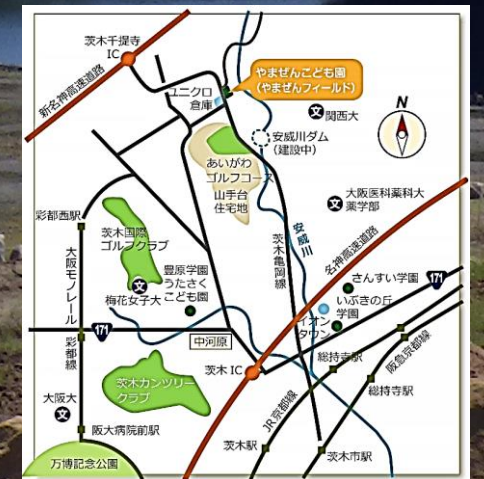 茨木千提寺
IC
新名神高速道路
ユニクロ
倉庫
やまぜんこども園
(やまぜんフィールド)
文
関西大
N
安威川ダム
(建設中)
あいがわ
ゴルフコース
山手台
住宅地
文
大阪医科薬科大
薬学部
彩都西駅
茨木国際
ゴルフクラブ
安威川
名神高速道路
大阪モノレール
彩都線
豊原学園
うたさく
こども園
文
梅花女子大
茨木亀岡線
さんすい学園
171
いぶきの丘
学園
イオン
タウン
171
中河原
茨木IC
総持寺駅
阪急京都線
茨木カンツリー
クラブ
JR京都線
総持寺駅
大阪大
文
阪大病院前駅
茨木駅
茨木市駅
万博記念公園